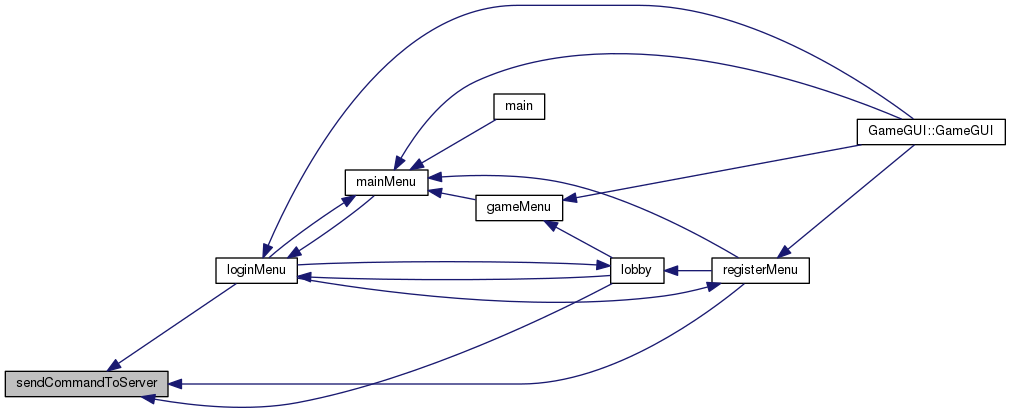 main
GameGUI::GameGUI
mainMenu
gameMenu
loginMenu
lobby
registerMenu
sendCommandToServer